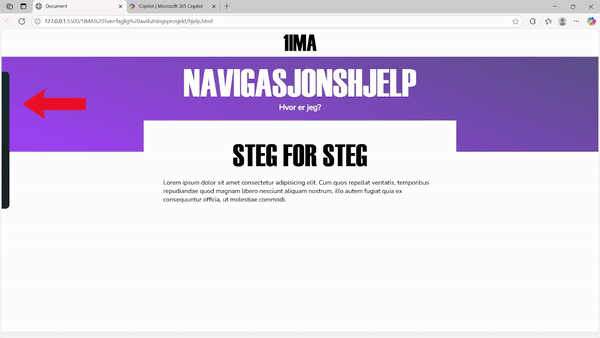 Document
Copilot | Microsoft 365 Copilot
127.0.0.1:5500/1IMA%20Tverrfaglig%20avslutningsprosjekt/hjelp.html
1IMA
NAVIGASJONSHJELP
Hvor er jeg?
STEG FOR STEG
Lorem ipsum dolor sit amet consectetur adipisicing elit. Cum quos repellat veritatis, temporibus
repudiandae quod magnam libero nesciunt aliquam nostrum, illo autem fugiat quia ex
consequuntur officia, ut molestiae commodi.